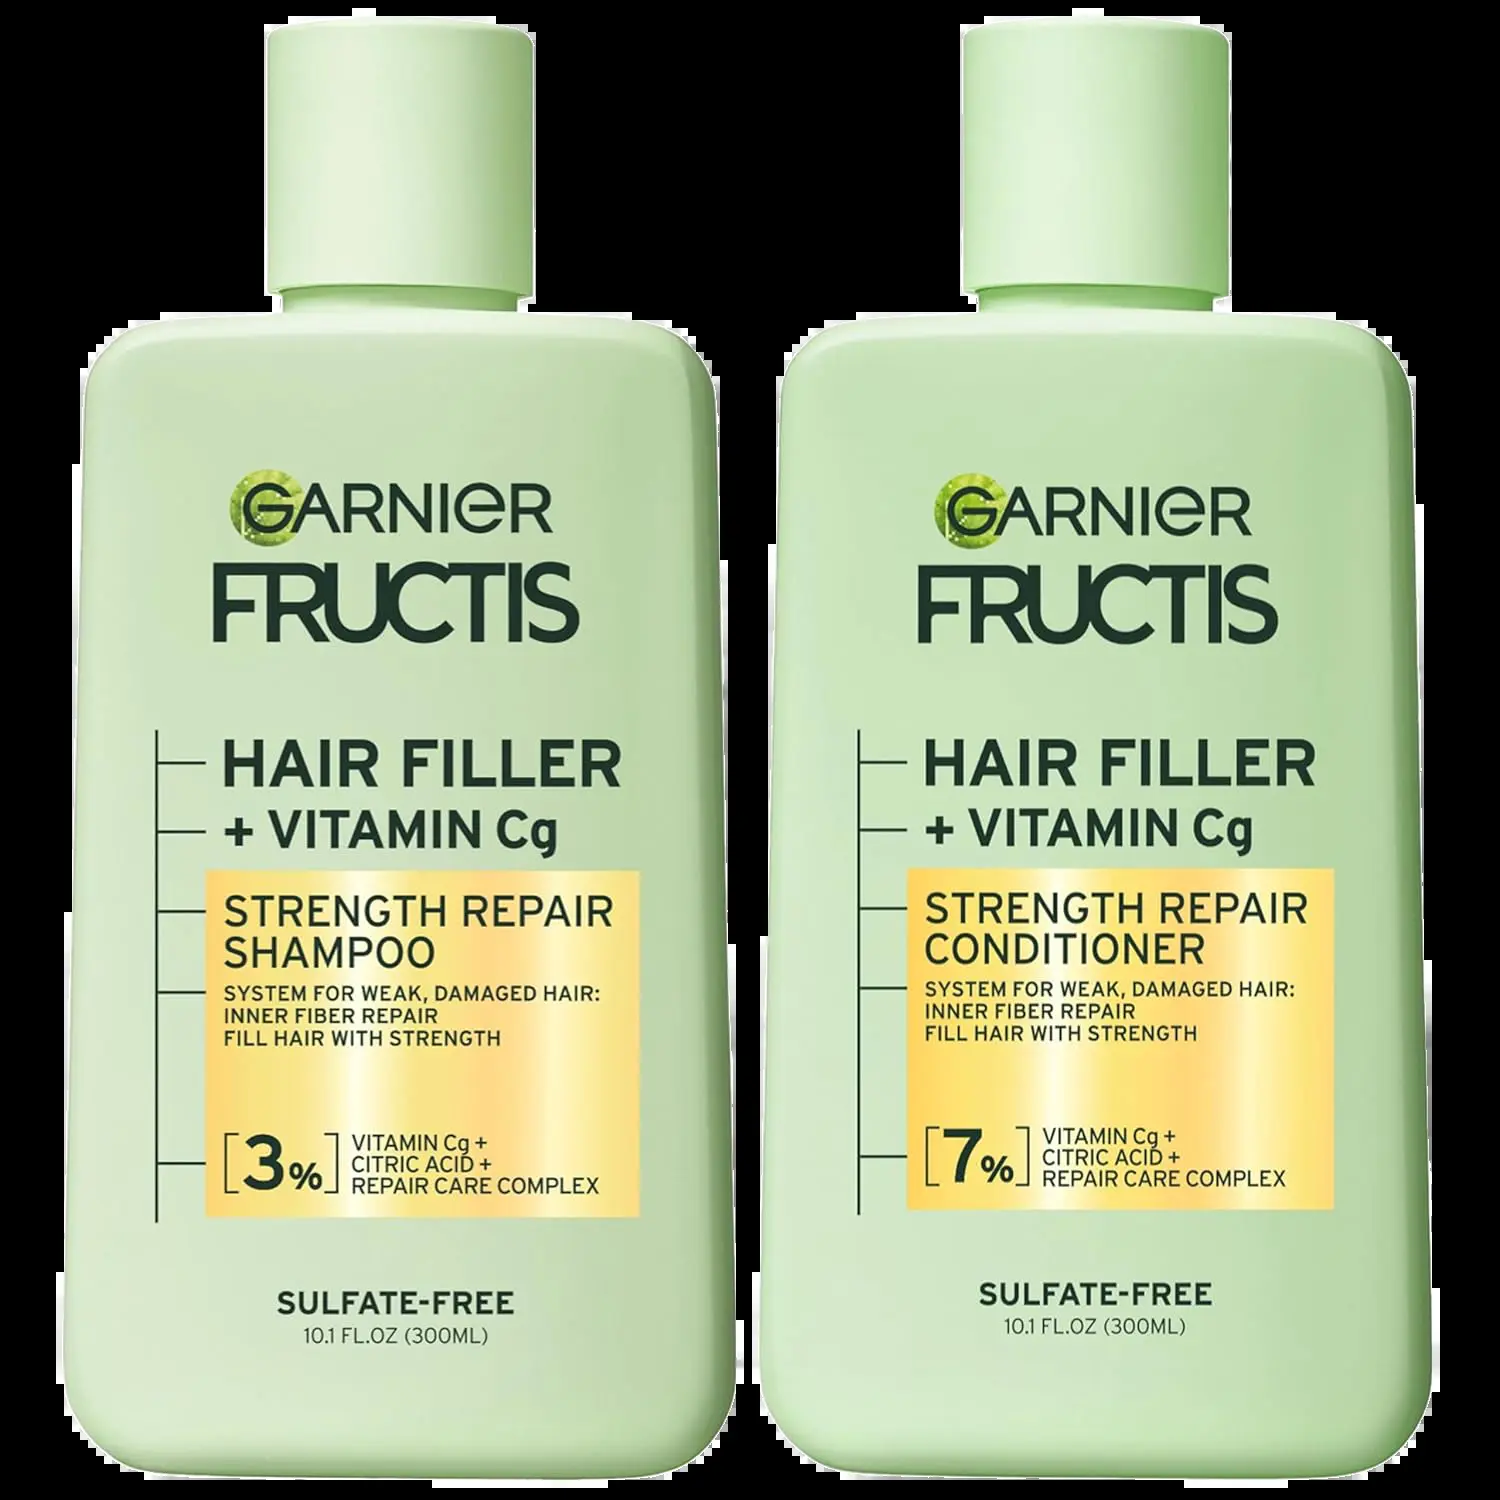 GARNIER
FRUCTIS
HAIR FILLER
+ VITAMIN Cg
STRENGTH REPAIR
SHAMPOO
SYSTEM FOR WEAK, DAMAGED HAIR:
INNER FIBER REPAIR
FILL HAIR WITH STRENGTH
[3%]
VITAMIN Cg +
CITRIC ACID +
REPAIR CARE COMPLEX
SULFATE-FREE
10.1 FL.OZ (300ML)
GARNIER
FRUCTIS
HAIR FILLER
+ VITAMIN Cg
STRENGTH REPAIR
CONDITIONER
SYSTEM FOR WEAK, DAMAGED HAIR:
INNER FIBER REPAIR
FILL HAIR WITH STRENGTH
[7%]
VITAMIN Cg +
CITRIC ACID +
REPAIR CARE COMPLEX
SULFATE-FREE
10.1 FL.OZ (300ML)